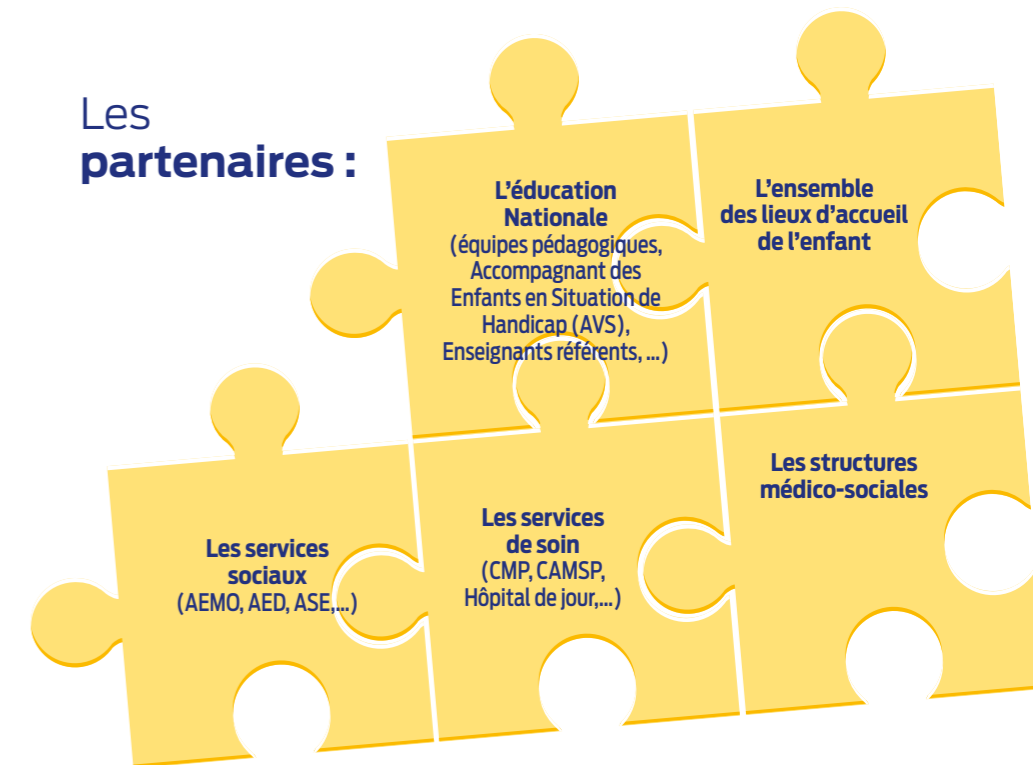 Les
partenaires :
L'éducation
Nationale
(équipes pédagogiques,
Accompagnant des
Enfants en Situation de
Handicap (AVS),
Enseignants référents, ...)
L'ensemble
des lieux d'accueil
de l'enfant
Les services
sociaux
(AEMO, AED, ASE,...)
Les services
de soin
(CMP, CAMSP,
Hôpital de jour,...)
Les structures
médico-sociales